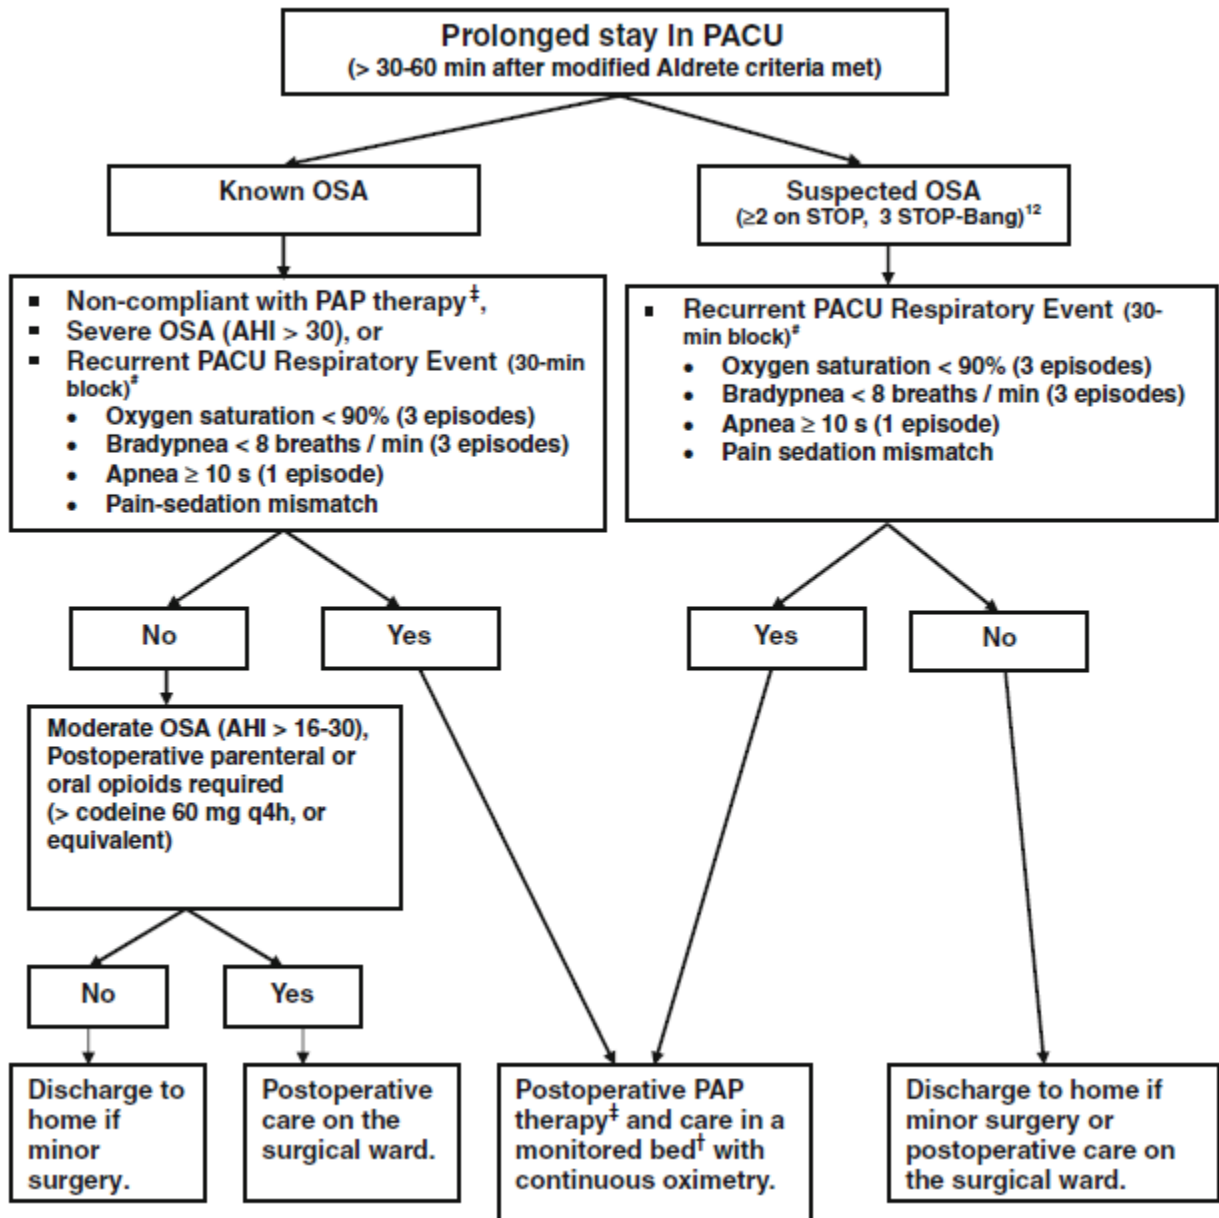 Prolonged stay in PACU
(> 30-60 min after modified Aldrete criteria met)
Known OSA
Suspected OSA
(≥2 on STOP, 3 STOP-Bang)¹²
▪ Non-compliant with PAP therapy‡,
▪ Severe OSA (AHI > 30), or
▪ Recurrent PACU Respiratory Event (30-min
block)#
• Oxygen saturation < 90% (3 episodes)
• Bradypnea < 8 breaths / min (3 episodes)
• Apnea ≥ 10 s (1 episode)
• Pain-sedation mismatch
▪ Recurrent PACU Respiratory Event (30-
min block)#
• Oxygen saturation < 90% (3 episodes)
• Bradypnea < 8 breaths / min (3 episodes)
• Apnea ≥ 10 s (1 episode)
• Pain sedation mismatch
No
Yes
Yes
No
Moderate OSA (AHI > 16-30),
Postoperative parenteral or
oral opioids required
(> codeine 60 mg q4h, or
equivalent)
No
Yes
Discharge to
home if
minor
surgery.
Postoperative
care on the
surgical ward.
Postoperative PAP
therapy‡ and care in a
monitored bed† with
continuous oximetry.
Discharge to home if
minor surgery or
postoperative care on
the surgical ward.